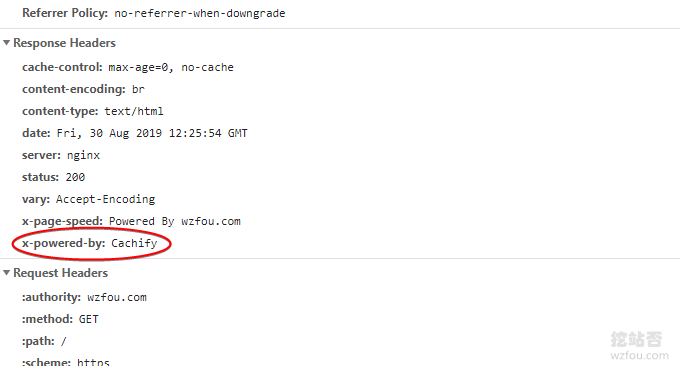 Referrer Policy: no-referrer-when-downgrade
Response Headers
cache-control: max-age=0, no-cache
content-encoding: br
content-type: text/html
date: Fri, 30 Aug 2019 12:25:54 GMT
server: nginx
status: 200
vary: Accept-Encoding
x-page-speed: Powered By wzfou.com
x-powered-by: Cachify
Request Headers
:authority: wzfou.com
:method: GET
:path: /
:scheme: https
挖站否
wzfou.com